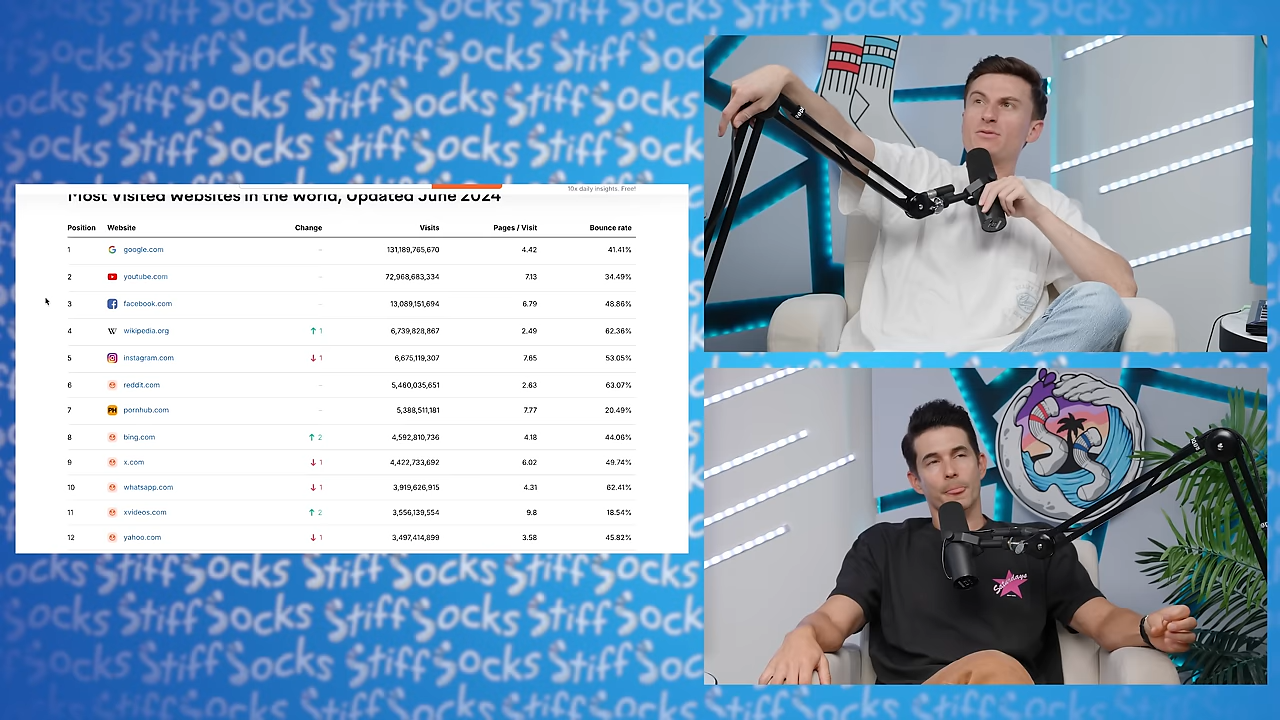 Stiff Socks
10x daily insights. Free!
Most Visited Websites in the World, Updated June 2024
Position Website Change Visits Pages / Visit Bounce rate
1 google.com – 131,189,765,670 4.42 41.41%
2 youtube.com – 72,968,683,334 7.13 34.49%
3 facebook.com – 13,089,151,694 6.79 48.86%
4 W wikipedia.org ↑ 1 6,739,828,867 2.49 62.36%
5 instagram.com ↓ 1 6,675,119,307 7.65 53.05%
6 reddit.com – 5,460,035,651 2.63 63.07%
7 PH pornhub.com – 5,388,511,181 7.77 20.49%
8 bing.com ↑ 2 4,592,810,736 4.18 44.06%
9 x.com ↓ 1 4,422,733,692 6.02 49.74%
10 whatsapp.com ↓ 1 3,919,626,915 4.31 62.41%
11 xvideos.com ↑ 2 3,556,139,554 9.8 18.54%
12 yahoo.com ↓ 1 3,497,414,899 3.58 45.82%
Saturdays